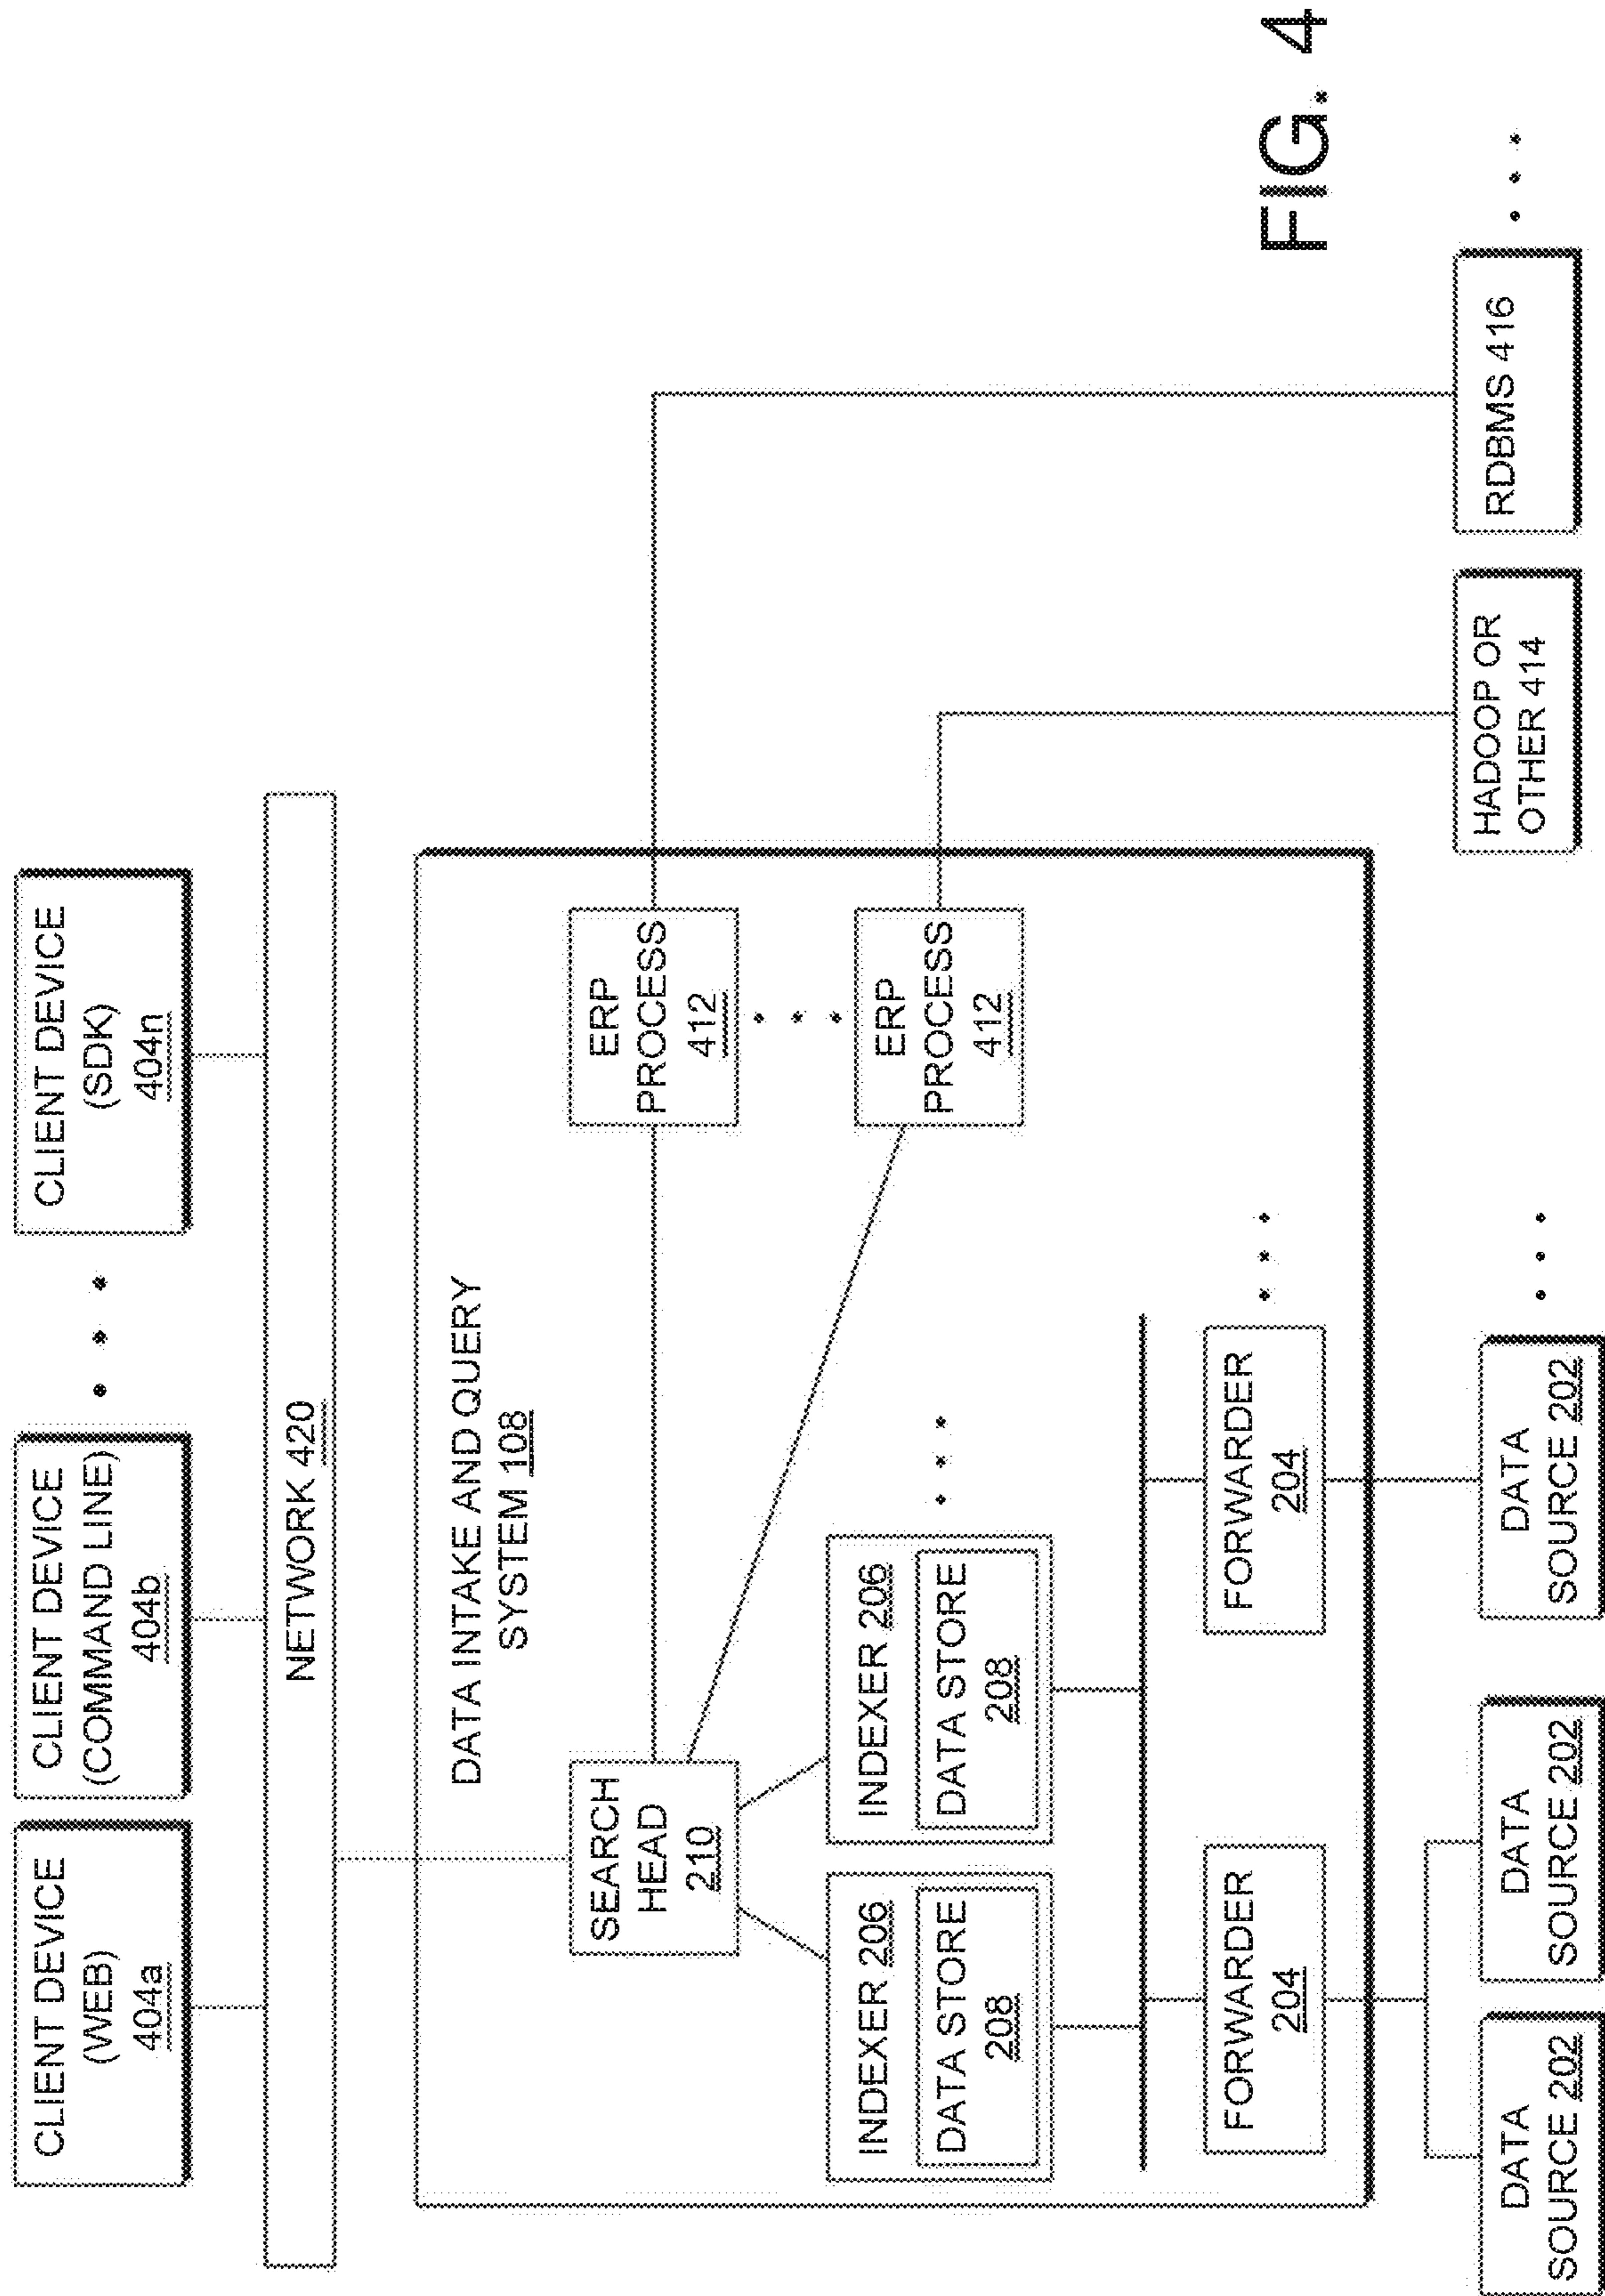 CLIENT DEVICE
(WEB)
404a
CLIENT DEVICE
(COMMAND LINE)
404b
CLIENT DEVICE
(SDK)
404n
NETWORK 420
DATA INTAKE AND QUERY
SYSTEM 108
SEARCH
HEAD
210
ERP
PROCESS
412
ERP
PROCESS
412
INDEXER 206
DATA STORE
208
INDEXER 206
DATA STORE
208
FORWARDER
204
FORWARDER
204
DATA
SOURCE 202
DATA
SOURCE 202
DATA
SOURCE 202
HADOOP OR
OTHER 414
RDBMS 416
FIG. 4